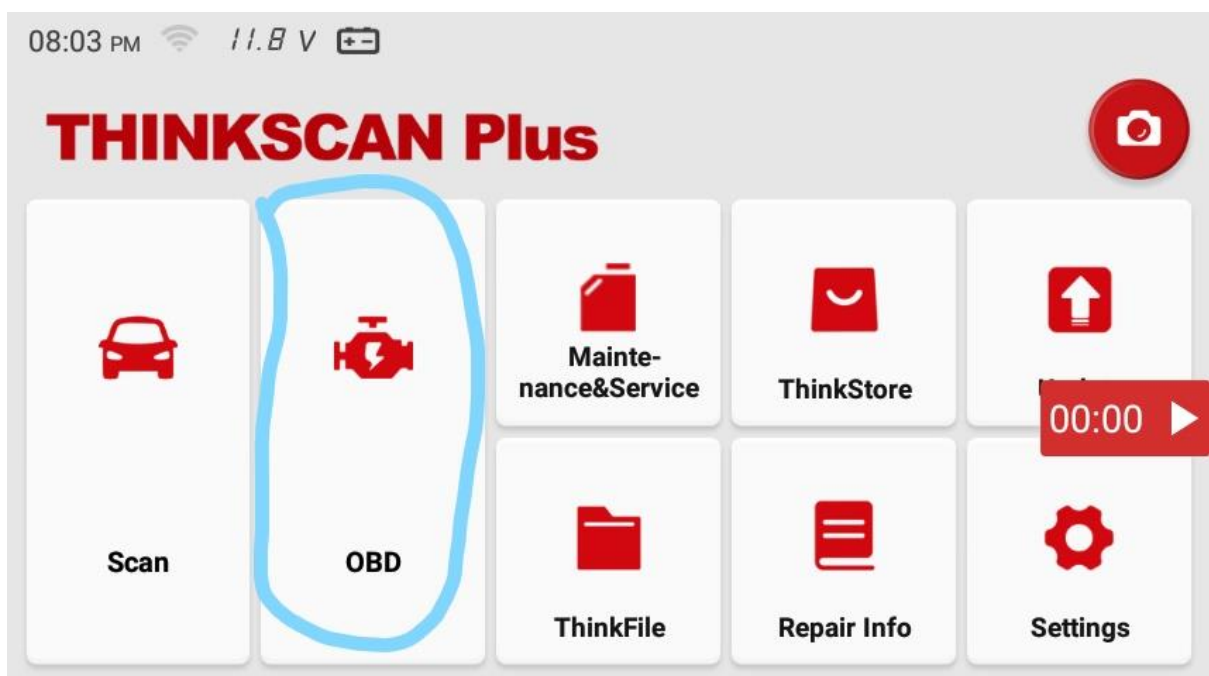 08:03 PM 11.8 V
THINKSCAN Plus
Scan
OBD
Mainte-
nance&Service
ThinkStore
00:00
ThinkFile
Repair Info
Settings